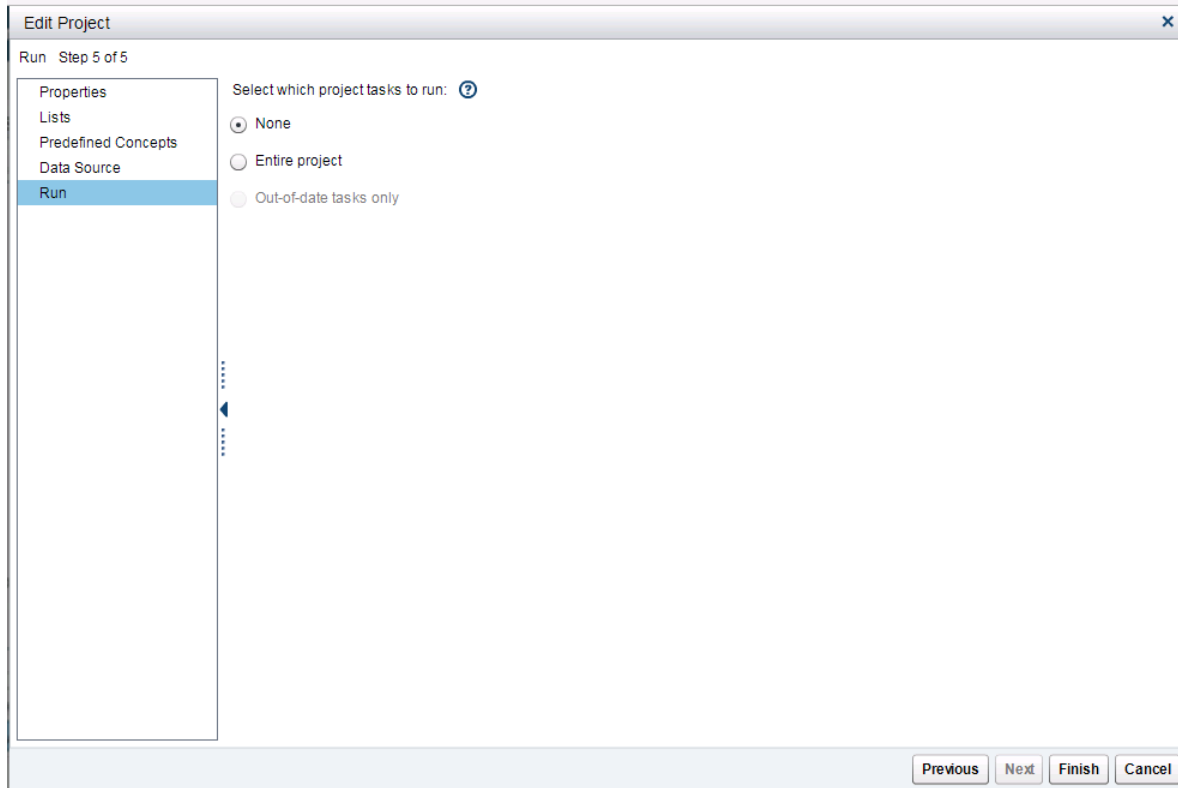 Edit Project
Run Step 5 of 5
Properties
Lists
Predefined Concepts
Data Source
Run
Select which project tasks to run: ?
None
Entire project
Out-of-date tasks only
Previous Next Finish Cancel